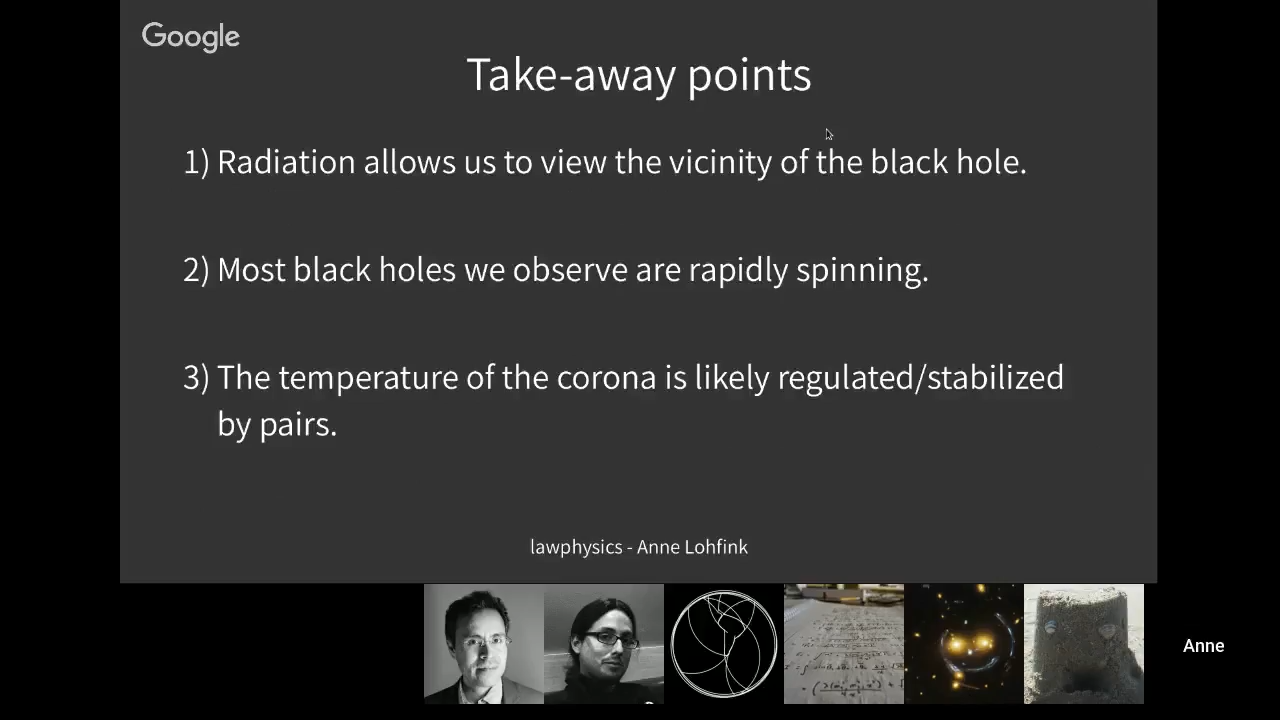 Google
Take-away points
1) Radiation allows us to view the vicinity of the black hole.
2) Most black holes we observe are rapidly spinning.
3) The temperature of the corona is likely regulated/stabilized
by pairs.
lawphysics - Anne Lohfink
Anne